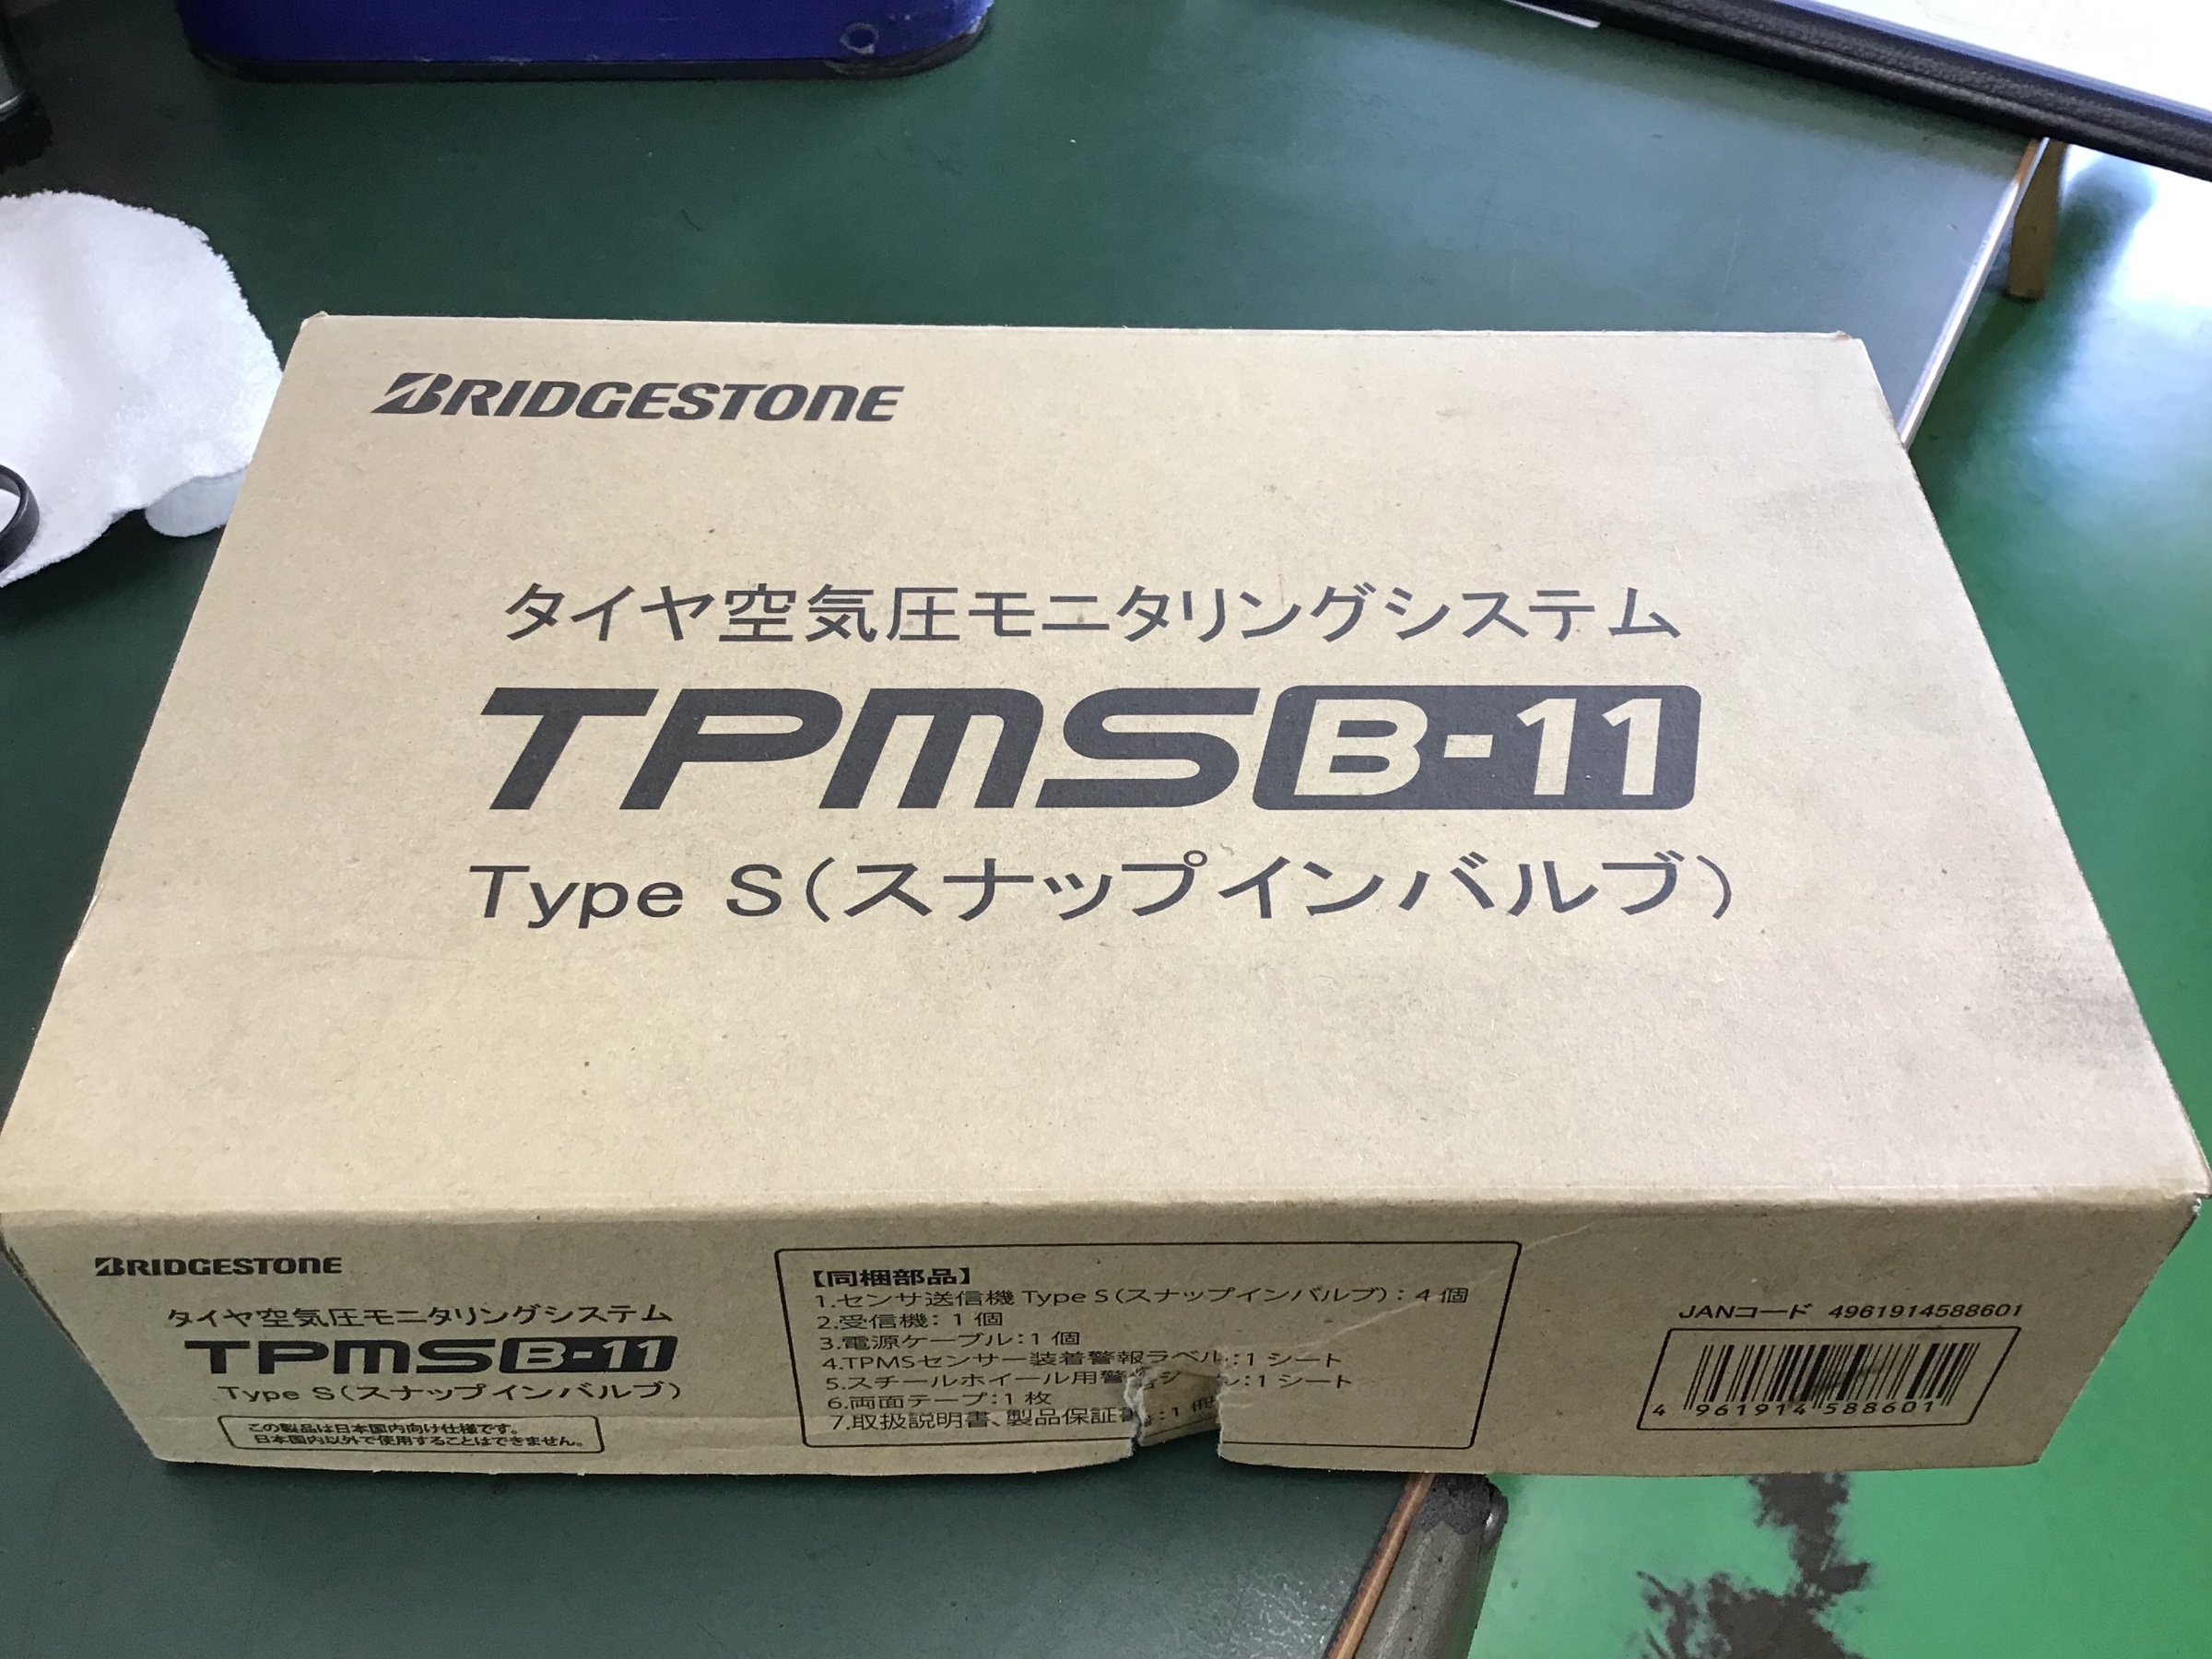 BRIDGESTONE
タイヤ空気圧モニタリングシステム
TPMS B-11
Type S(スナップインバルブ)
BRIDGESTONE
タイヤ空気圧モニタリングシステム
TPMS B-11
Type S(スナップインバルブ)
この製品は日本国内向け仕様です。
日本国内以外で使用することはできません。
【同梱部品】
1.センサ送信機 Type S(スナップインバルブ):4 個
2.受信機:1 個
3.電源ケーブル:1 個
4.TPMSセンサー装着警報ラベル:1 シート
5.スチールホイール用警 :1 シート
6.両面テープ:1 枚
7.取扱説明書、製品保証書:1 冊
JANコード 4961914588601
4 961914 588601